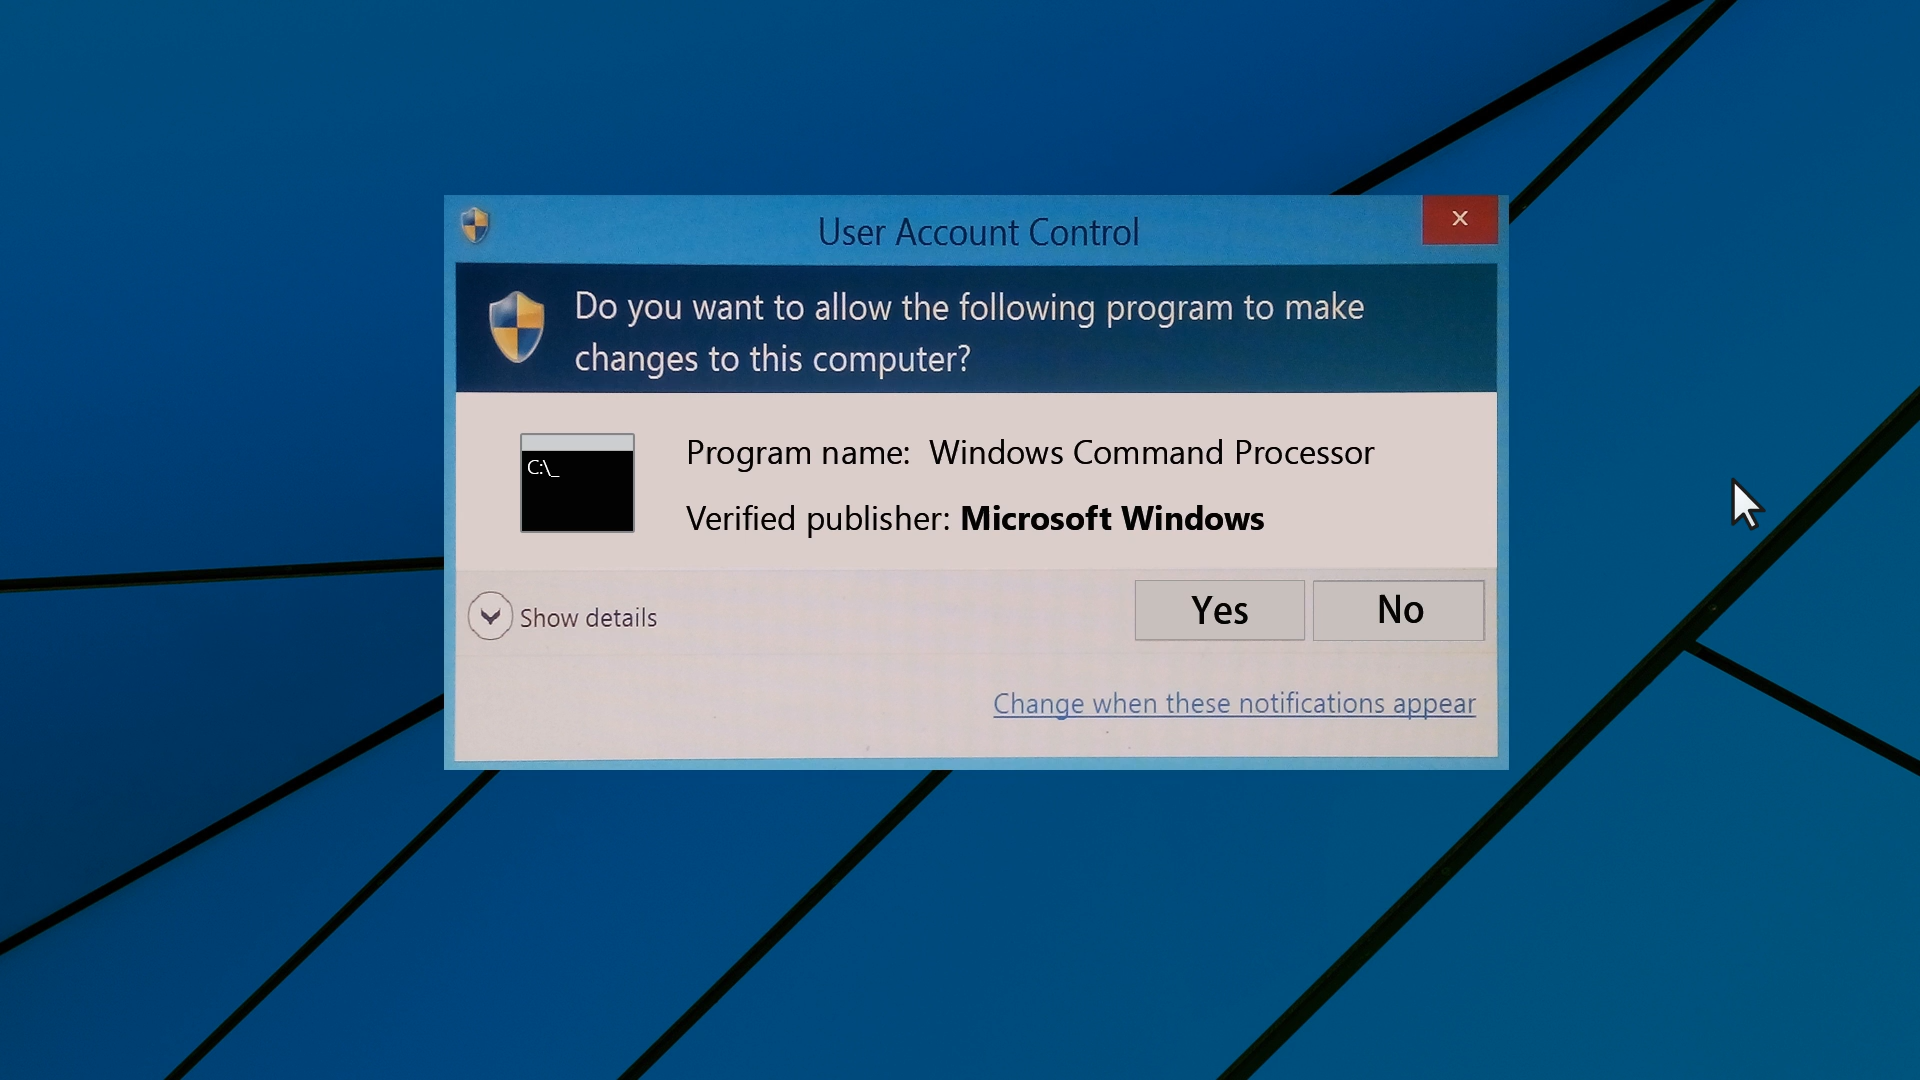 User Account Control
x
Do you want to allow the following program to make
changes to this computer?
C:\_
Program name: Windows Command Processor
Verified publisher: Microsoft Windows
Show details
Yes
No
Change when these notifications appear